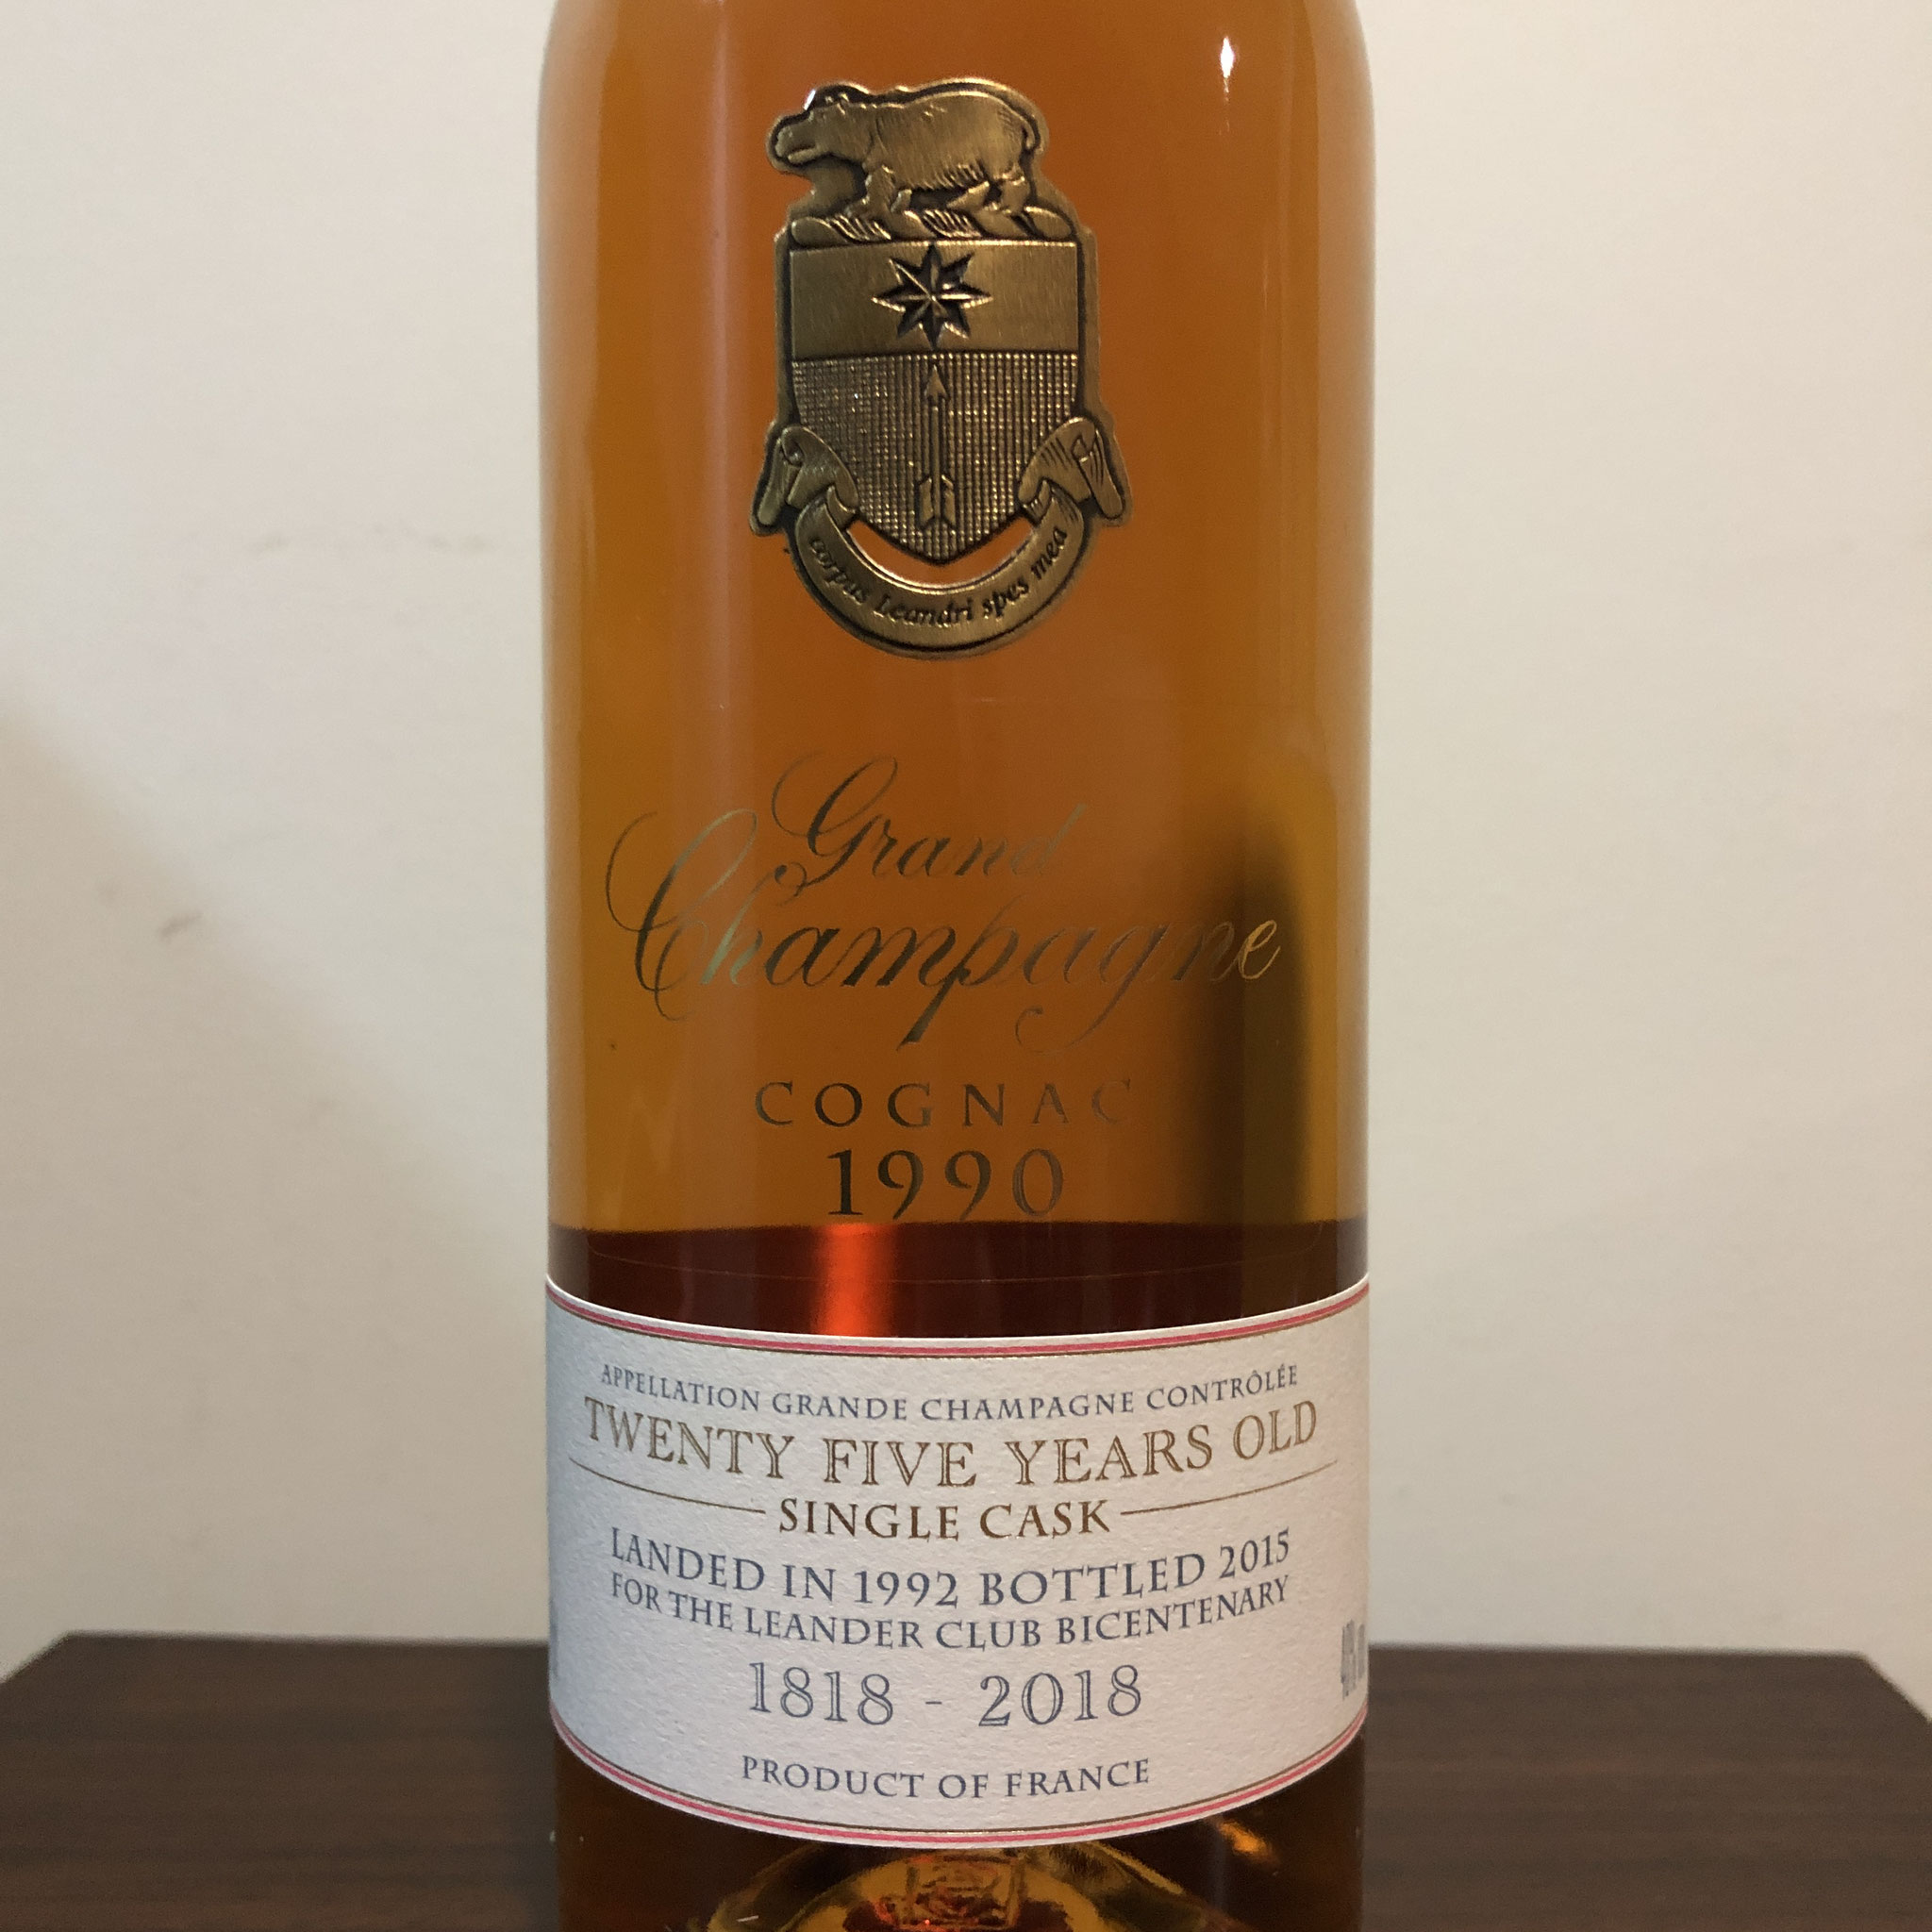 corpus Leandri spes mea
Grand
Champagne
COGNAC
1990
APPELLATION GRANDE CHAMPAGNE CONTRÔLÉE
TWENTY FIVE YEARS OLD
SINGLE CASK
LANDED IN 1992 BOTTLED 2015
FOR THE LEANDER CLUB BICENTENARY
1818 - 2018
PRODUCT OF FRANCE